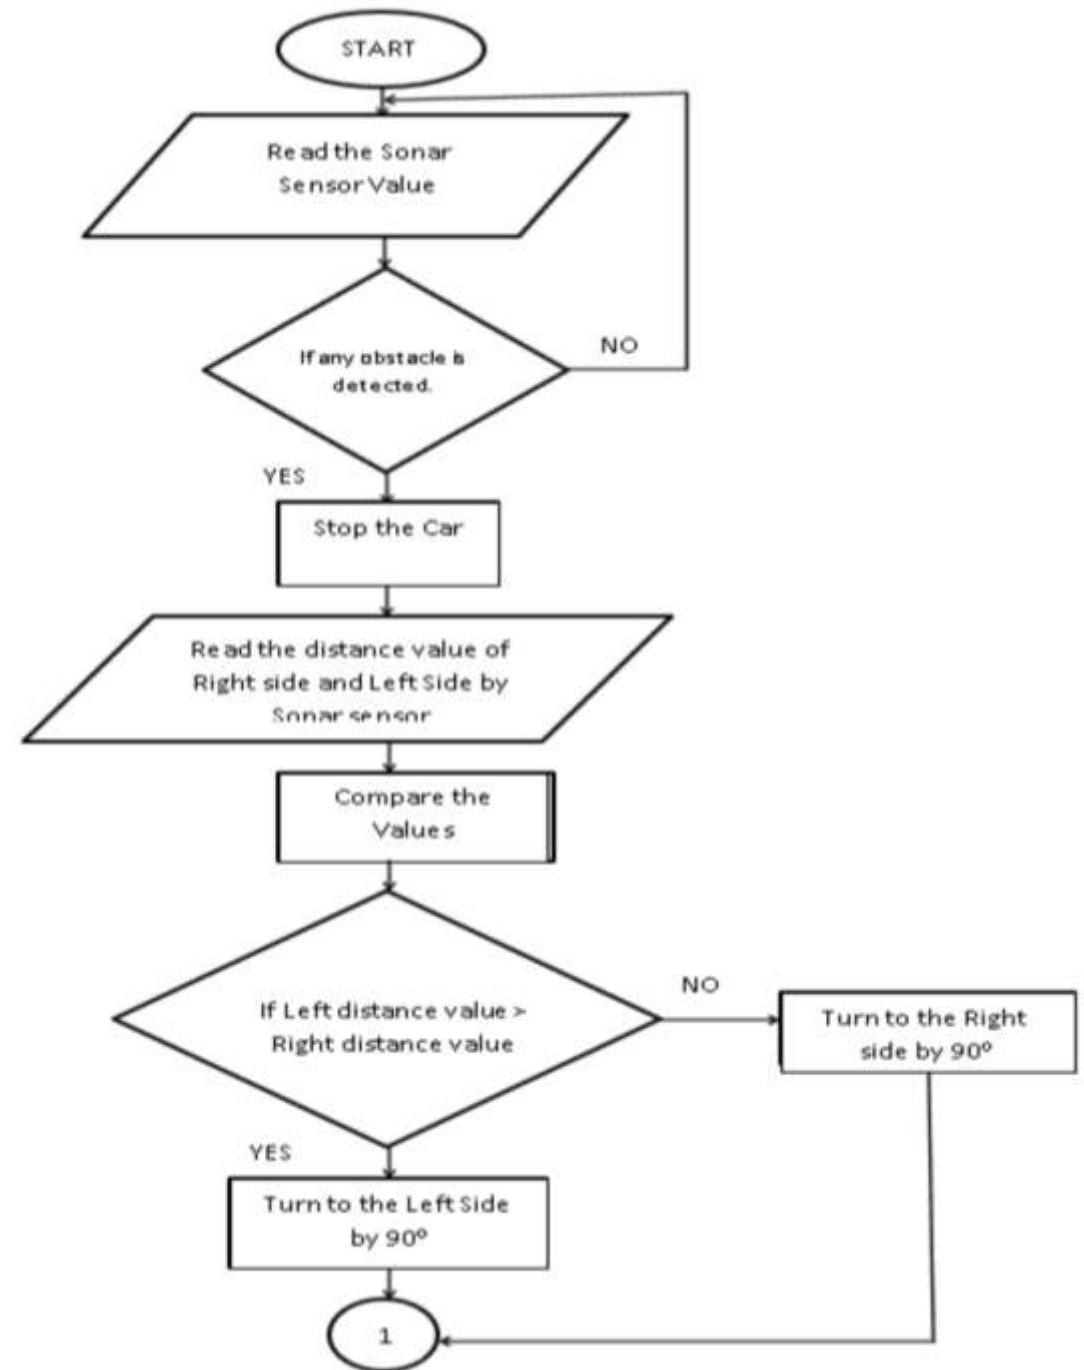 START
Read the Sonar
Sensor Value
If any obstacle is
detected.
NO
YES
Stop the Car
Read the distance value of
Right side and Left Side by
Sonar sensor
Compare the
Values
If Left distance value >
Right distance value
NO
Turn to the Right
side by 90º
YES
Turn to the Left Side
by 90º
1